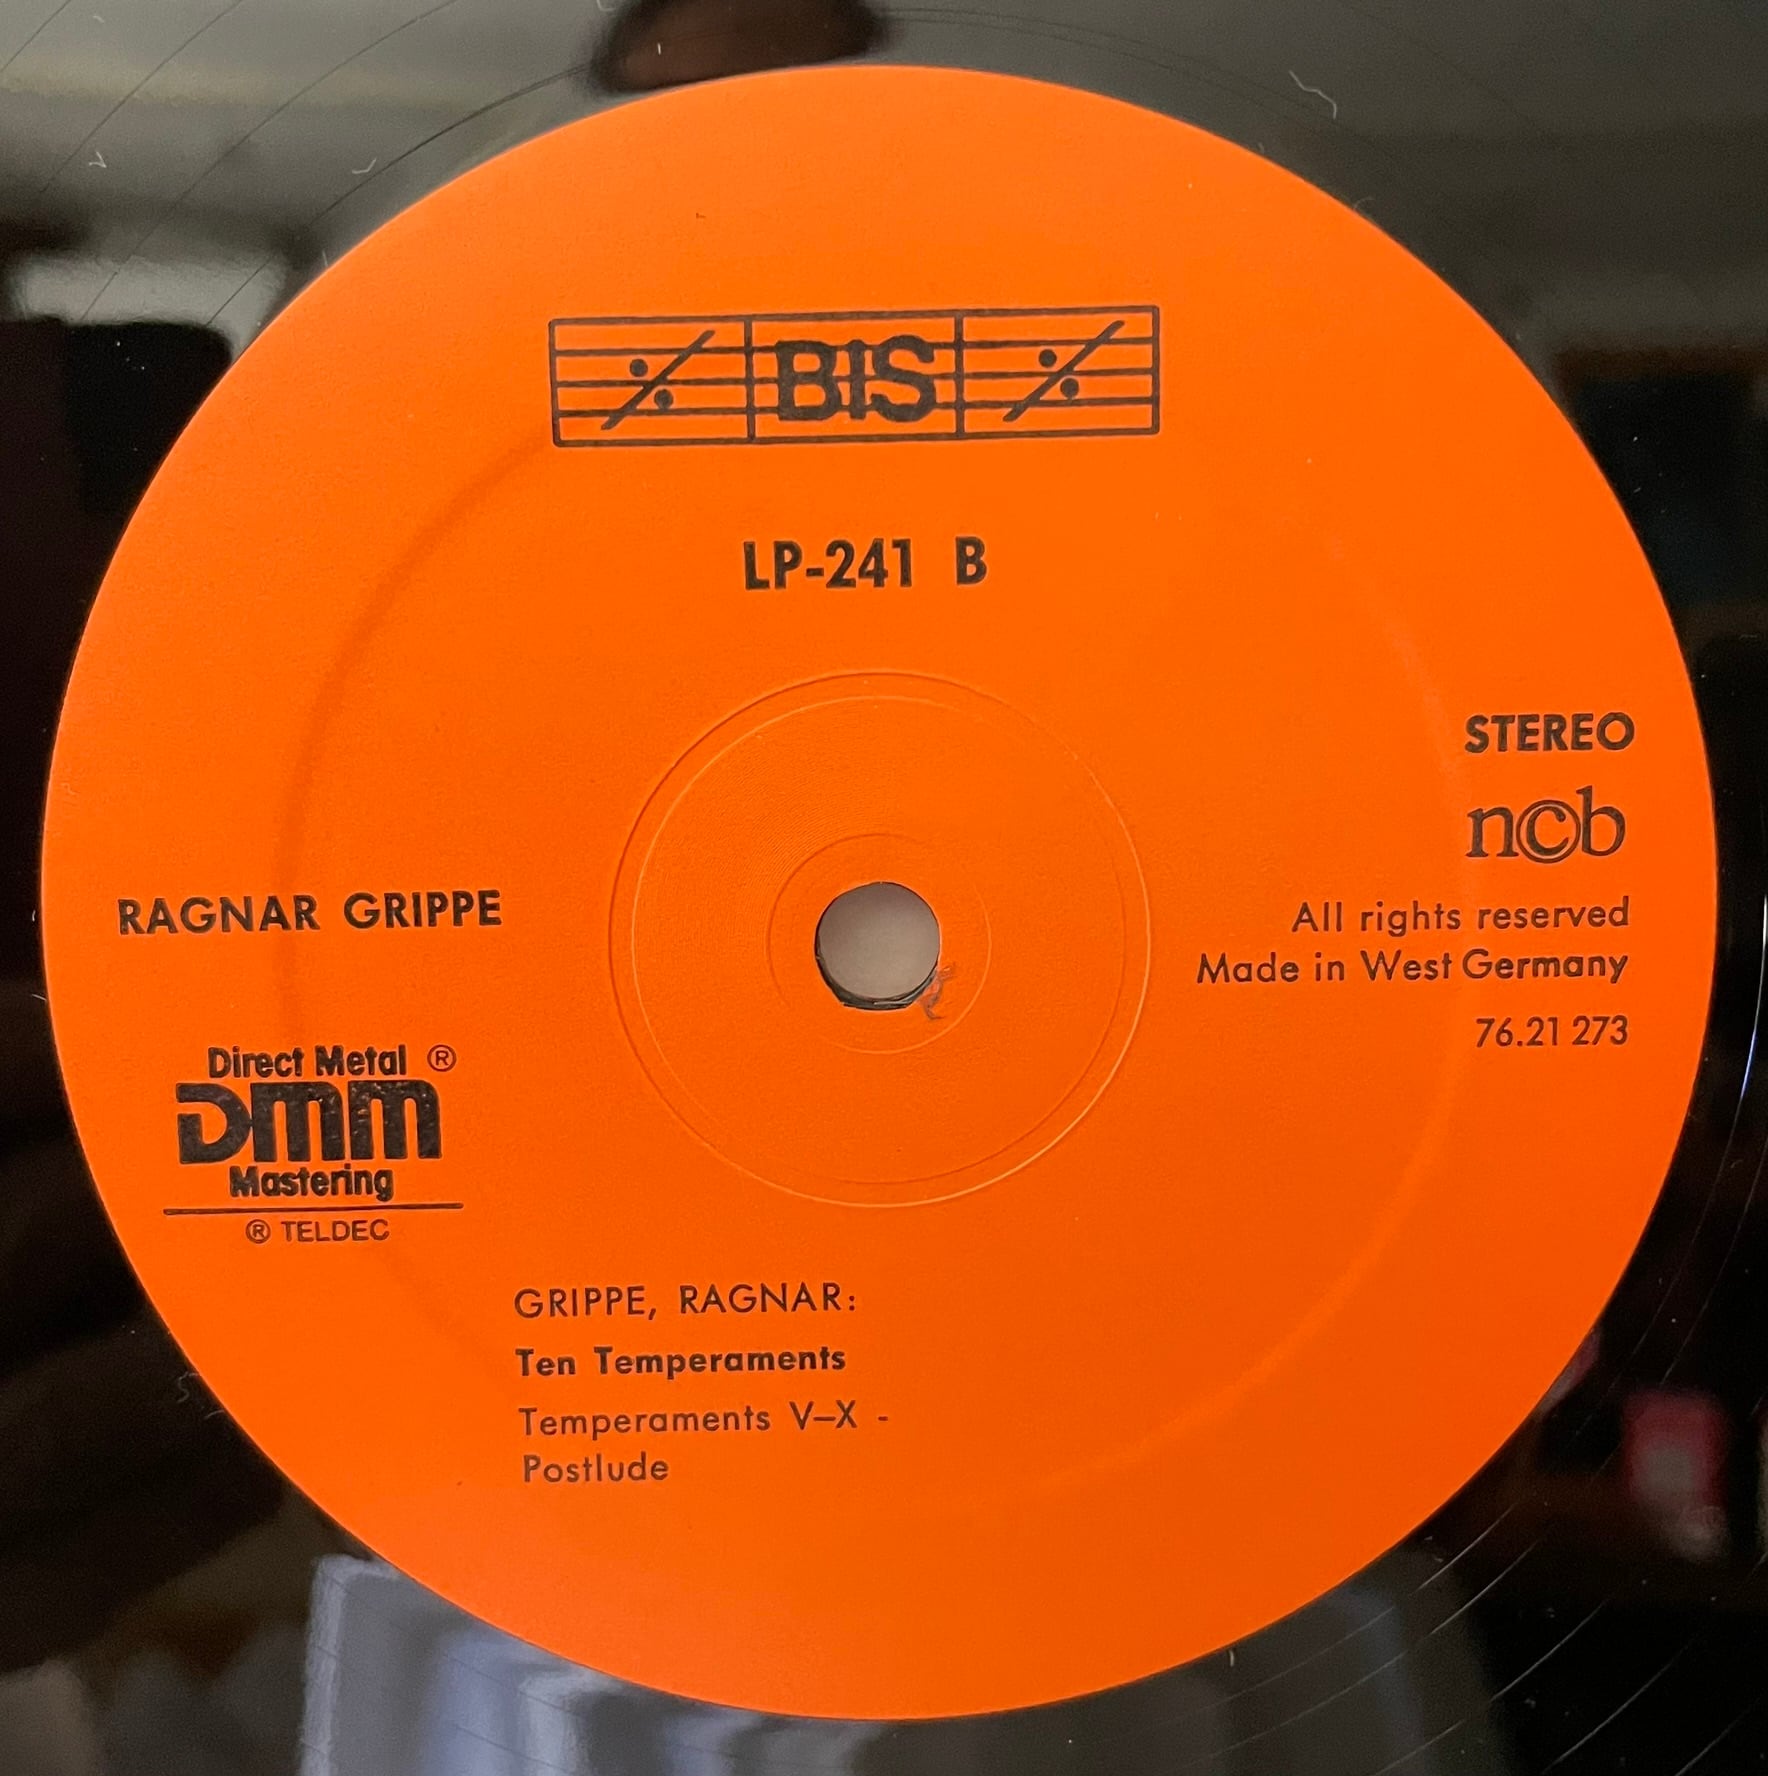 BIS
LP-241 B
STEREO
n©b
RAGNAR GRIPPE
All rights reserved
Made in West Germany
76.21 273
Direct Metal ®
DMM
Mastering
® TELDEC
GRIPPE, RAGNAR:
Ten Temperaments
Temperaments V–X -
Postlude